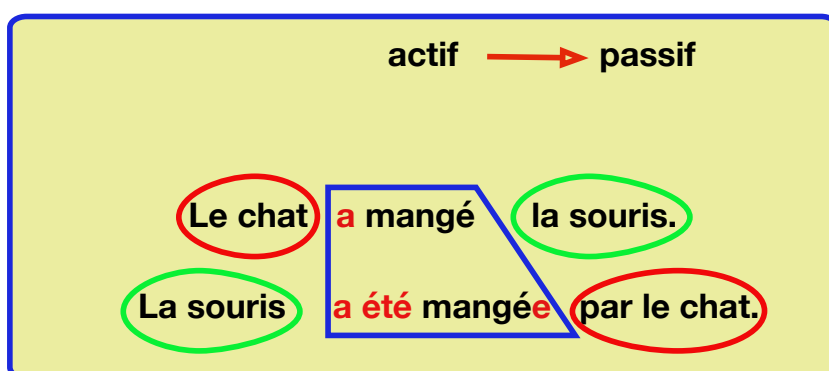 actif passif
Le chat a mangé la souris.
La souris a été mangée par le chat.